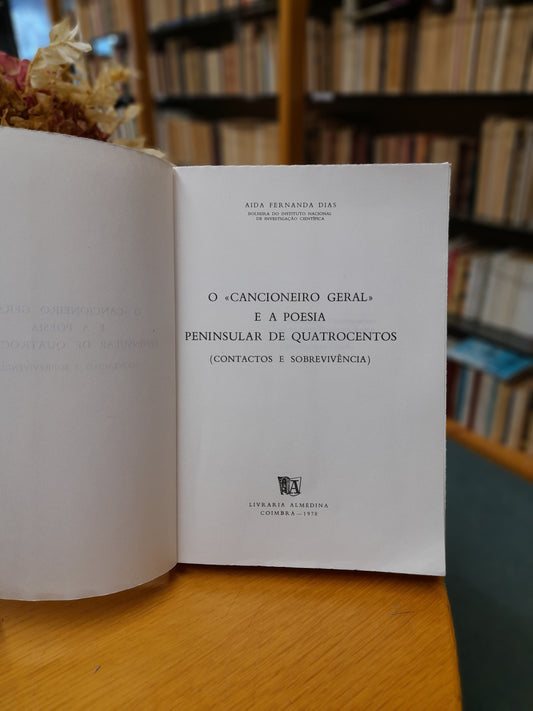 AIDA FERNANDA DIAS
BOLSEIRA DO INSTITUTO NACIONAL
DE INVESTIGAÇÃO CIENTÍFICA
O «CANCIONEIRO GERAL»
E A POESIA
PENINSULAR DE QUATROCENTOS
(CONTACTOS E SOBREVIVÊNCIA)
LIVRARIA ALMEDINA
COIMBRA—1978